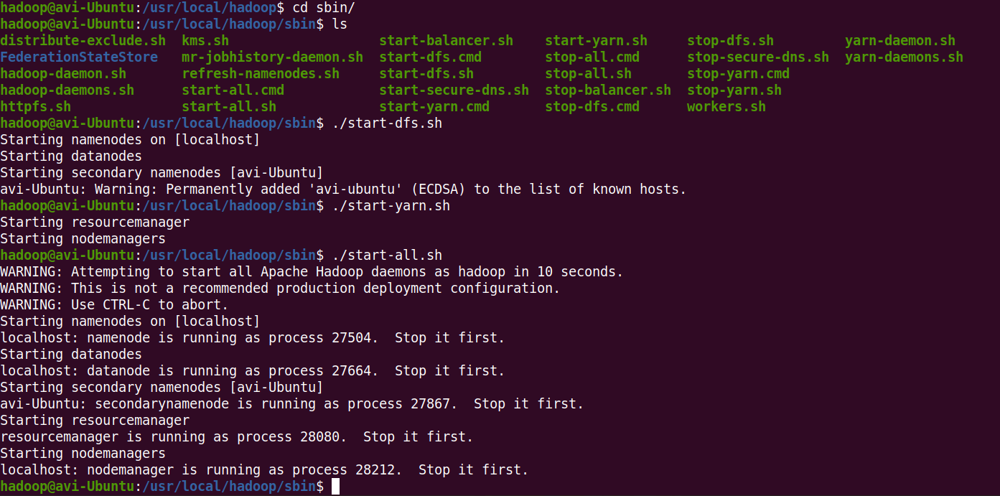 hadoop@avi-Ubuntu:/usr/local/hadoop$ cd sbin/
hadoop@avi-Ubuntu:/usr/local/hadoop/sbin$ ls
distribute-exclude.sh  kms.sh                   start-balancer.sh    start-yarn.sh     stop-dfs.sh         yarn-daemon.sh
FederationStateStore   mr-jobhistory-daemon.sh  start-dfs.cmd        stop-all.cmd      stop-secure-dns.sh  yarn-daemons.sh
hadoop-daemon.sh       refresh-namenodes.sh     start-dfs.sh         stop-all.sh       stop-yarn.cmd
hadoop-daemons.sh      start-all.cmd            start-secure-dns.sh  stop-balancer.sh  stop-yarn.sh
httpfs.sh              start-all.sh             start-yarn.cmd       stop-dfs.cmd      workers.sh
hadoop@avi-Ubuntu:/usr/local/hadoop/sbin$ ./start-dfs.sh
Starting namenodes on [localhost]
Starting datanodes
Starting secondary namenodes [avi-Ubuntu]
avi-Ubuntu: Warning: Permanently added 'avi-ubuntu' (ECDSA) to the list of known hosts.
hadoop@avi-Ubuntu:/usr/local/hadoop/sbin$ ./start-yarn.sh
Starting resourcemanager
Starting nodemanagers
hadoop@avi-Ubuntu:/usr/local/hadoop/sbin$ ./start-all.sh
WARNING: Attempting to start all Apache Hadoop daemons as hadoop in 10 seconds.
WARNING: This is not a recommended production deployment configuration.
WARNING: Use CTRL-C to abort.
Starting namenodes on [localhost]
localhost: namenode is running as process 27504.  Stop it first.
Starting datanodes
localhost: datanode is running as process 27664.  Stop it first.
Starting secondary namenodes [avi-Ubuntu]
avi-Ubuntu: secondarynamenode is running as process 27867.  Stop it first.
Starting resourcemanager
resourcemanager is running as process 28080.  Stop it first.
Starting nodemanagers
localhost: nodemanager is running as process 28212.  Stop it first.
hadoop@avi-Ubuntu:/usr/local/hadoop/sbin$